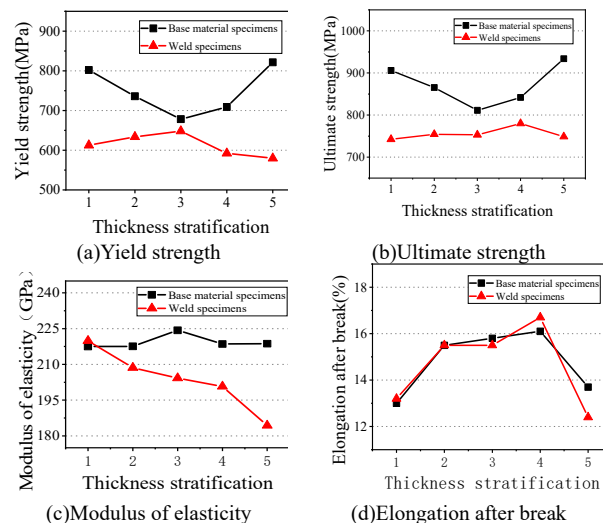 Yield strength(MPa)
900
800
700
600
500
Base material specimens
Weld specimens
1 2 3 4 5
Thickness stratification
(a)Yield strength
Ultimate strength(MPa)
1000
900
800
700
Base material specimens
Weld specimens
1 2 3 4 5
Thickness stratification
(b)Ultimate strength
Modulus of elasticity（GPa）
240
225
210
195
180
Base material specimens
Weld specimens
1 2 3 4 5
Thickness stratification
(c)Modulus of elasticity
Elongation after break(%)
18
16
14
12
Base material specimens
Weld specimens
1 2 3 4 5
Thickness stratification
(d)Elongation after break